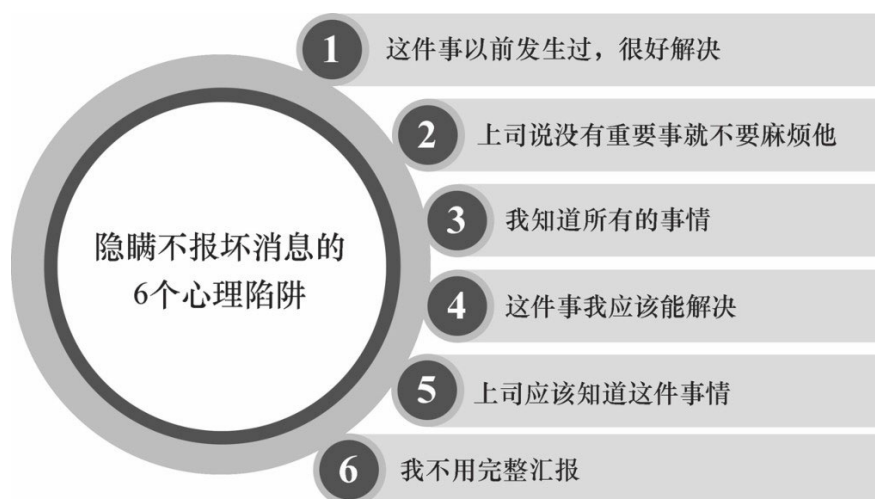 隐瞒不报坏消息的
6个心理陷阱
1 这件事以前发生过，很好解决
2 上司说没有重要事就不要麻烦他
3 我知道所有的事情
4 这件事我应该能解决
5 上司应该知道这件事情
6 我不用完整汇报